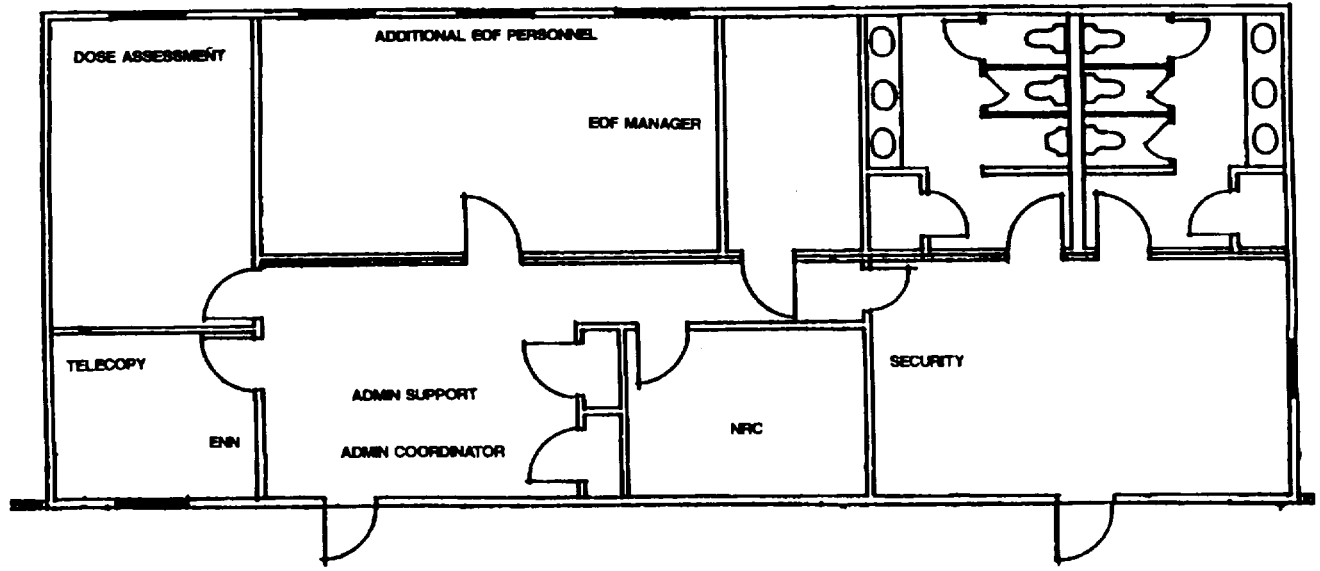 DOSE ASSESSMENT
ADDITIONAL EOF PERSONNEL
EOF MANAGER
TELECOPY
ENN
ADMIN SUPPORT
ADMIN COORDINATOR
NRC
SECURITY